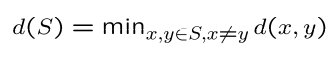 d(S) = min_{x,y∈S,x≠y} d(x, y)